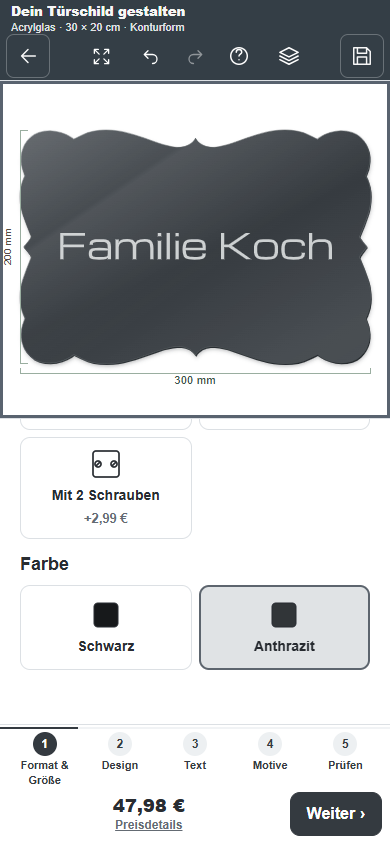 Dein Türschild gestalten
Acrylglas · 30 × 20 cm · Konturform
200 mm
Familie Koch
300 mm
Mit 2 Schrauben
+2,99 €
Farbe
Schwarz
Anthrazit
1
Format &
Größe
2
Design
3
Text
4
Motive
5
Prüfen
47,98 €
Preisdetails
Weiter ›